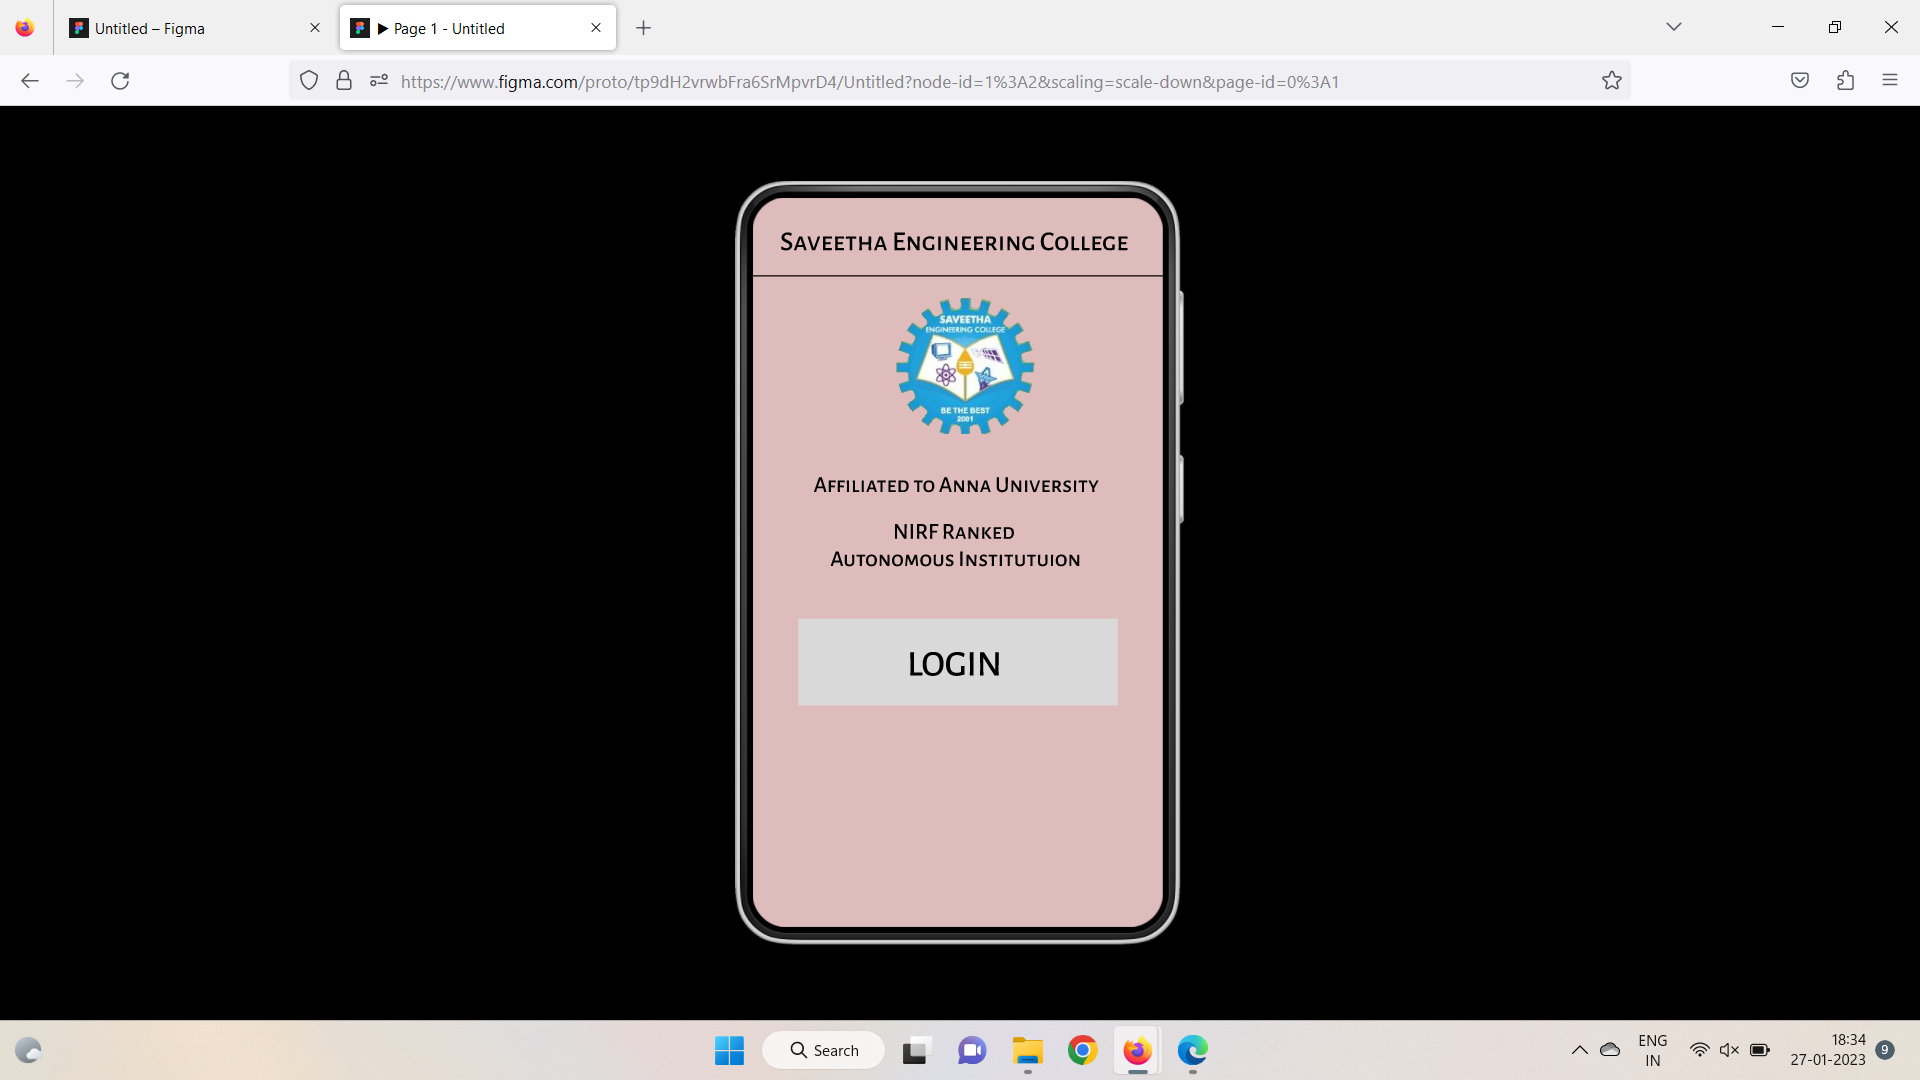 Untitled – Figma
Page 1 - Untitled
https://www.figma.com/proto/tp9dH2vrwbFra6SrMpvrD4/Untitled?node-id=1%3A2&scaling=scale-down&page-id=0%3A1
Saveetha Engineering College
SAVEETHA
ENGINEERING COLLEGE
BE THE BEST
2001
Affiliated to Anna University
NIRF Ranked
Autonomous Institutuion
LOGIN
Search
ENG
IN
18:34
27-01-2023
9